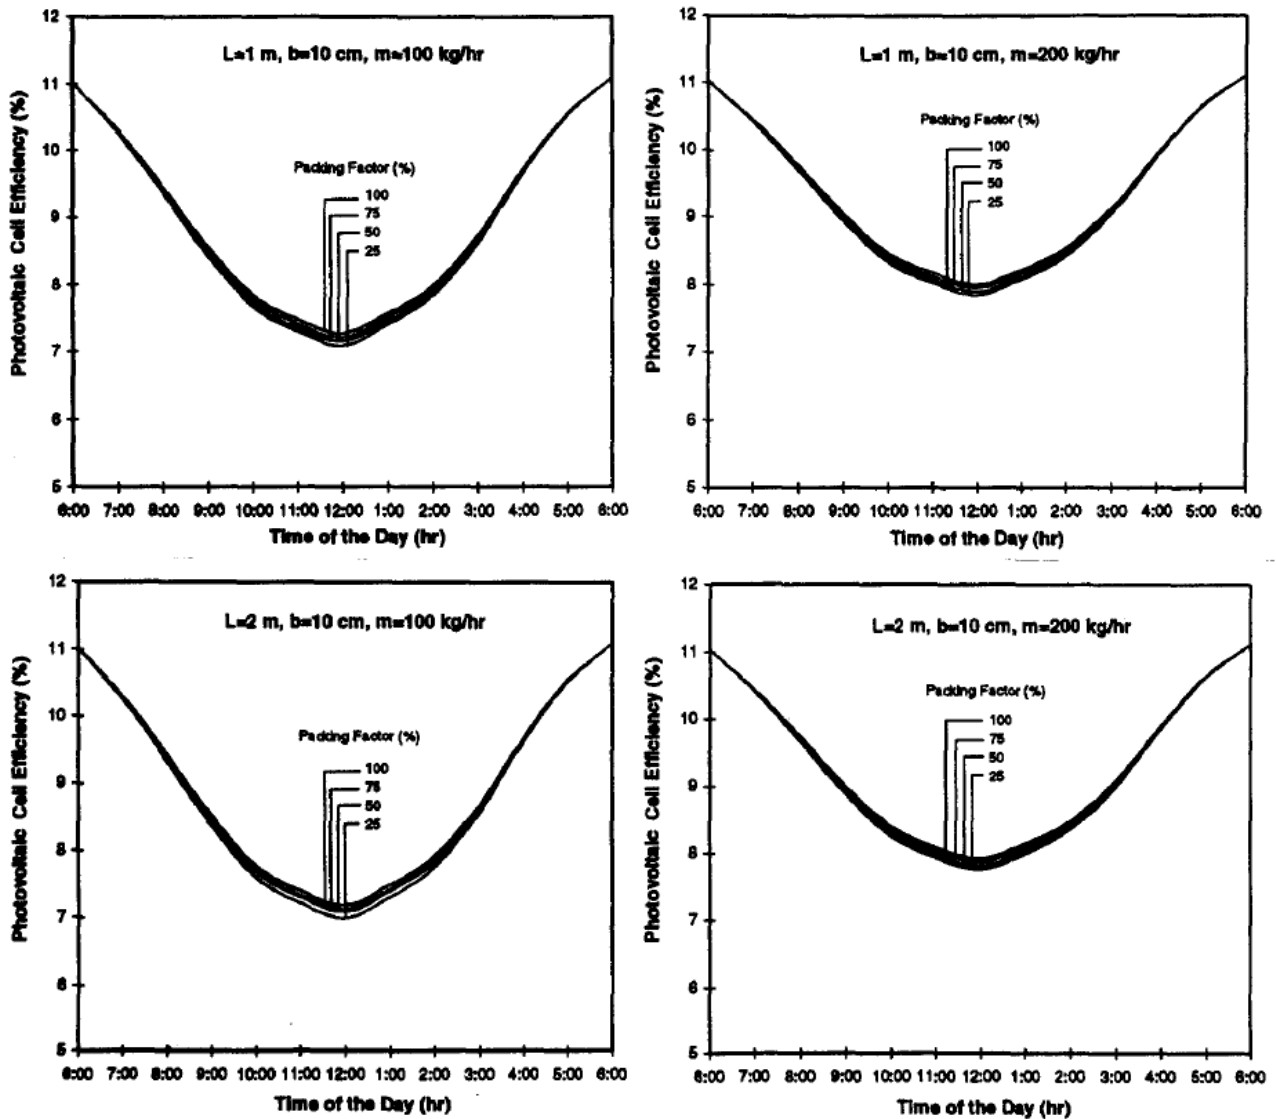 L=1 m, b=10 cm, m=100 kg/hr
Packing Factor (%)
100
75
50
25
Photovoltaic Cell Efficiency (%)
12
11
10
9
8
7
6
5
6:00 7:00 8:00 9:00 10:00 11:00 12:00 1:00 2:00 3:00 4:00 5:00 6:00
Time of the Day (hr)
L=1 m, b=10 cm, m=200 kg/hr
Packing Factor (%)
100
75
50
25
Photovoltaic Cell Efficiency (%)
12
11
10
9
8
7
6
5
6:00 7:00 8:00 9:00 10:00 11:00 12:00 1:00 2:00 3:00 4:00 5:00 6:00
Time of the Day (hr)
L=2 m, b=10 cm, m=100 kg/hr
Packing Factor (%)
100
75
50
25
Photovoltaic Cell Efficiency (%)
12
11
10
9
8
7
6
5
6:00 7:00 8:00 9:00 10:00 11:00 12:00 1:00 2:00 3:00 4:00 5:00 6:00
Time of the Day (hr)
L=2 m, b=10 cm, m=200 kg/hr
Packing Factor (%)
100
75
50
25
Photovoltaic Cell Efficiency (%)
12
11
10
9
8
7
6
5
6:00 7:00 8:00 9:00 10:00 11:00 12:00 1:00 2:00 3:00 4:00 5:00 6:00
Time of the Day (hr)